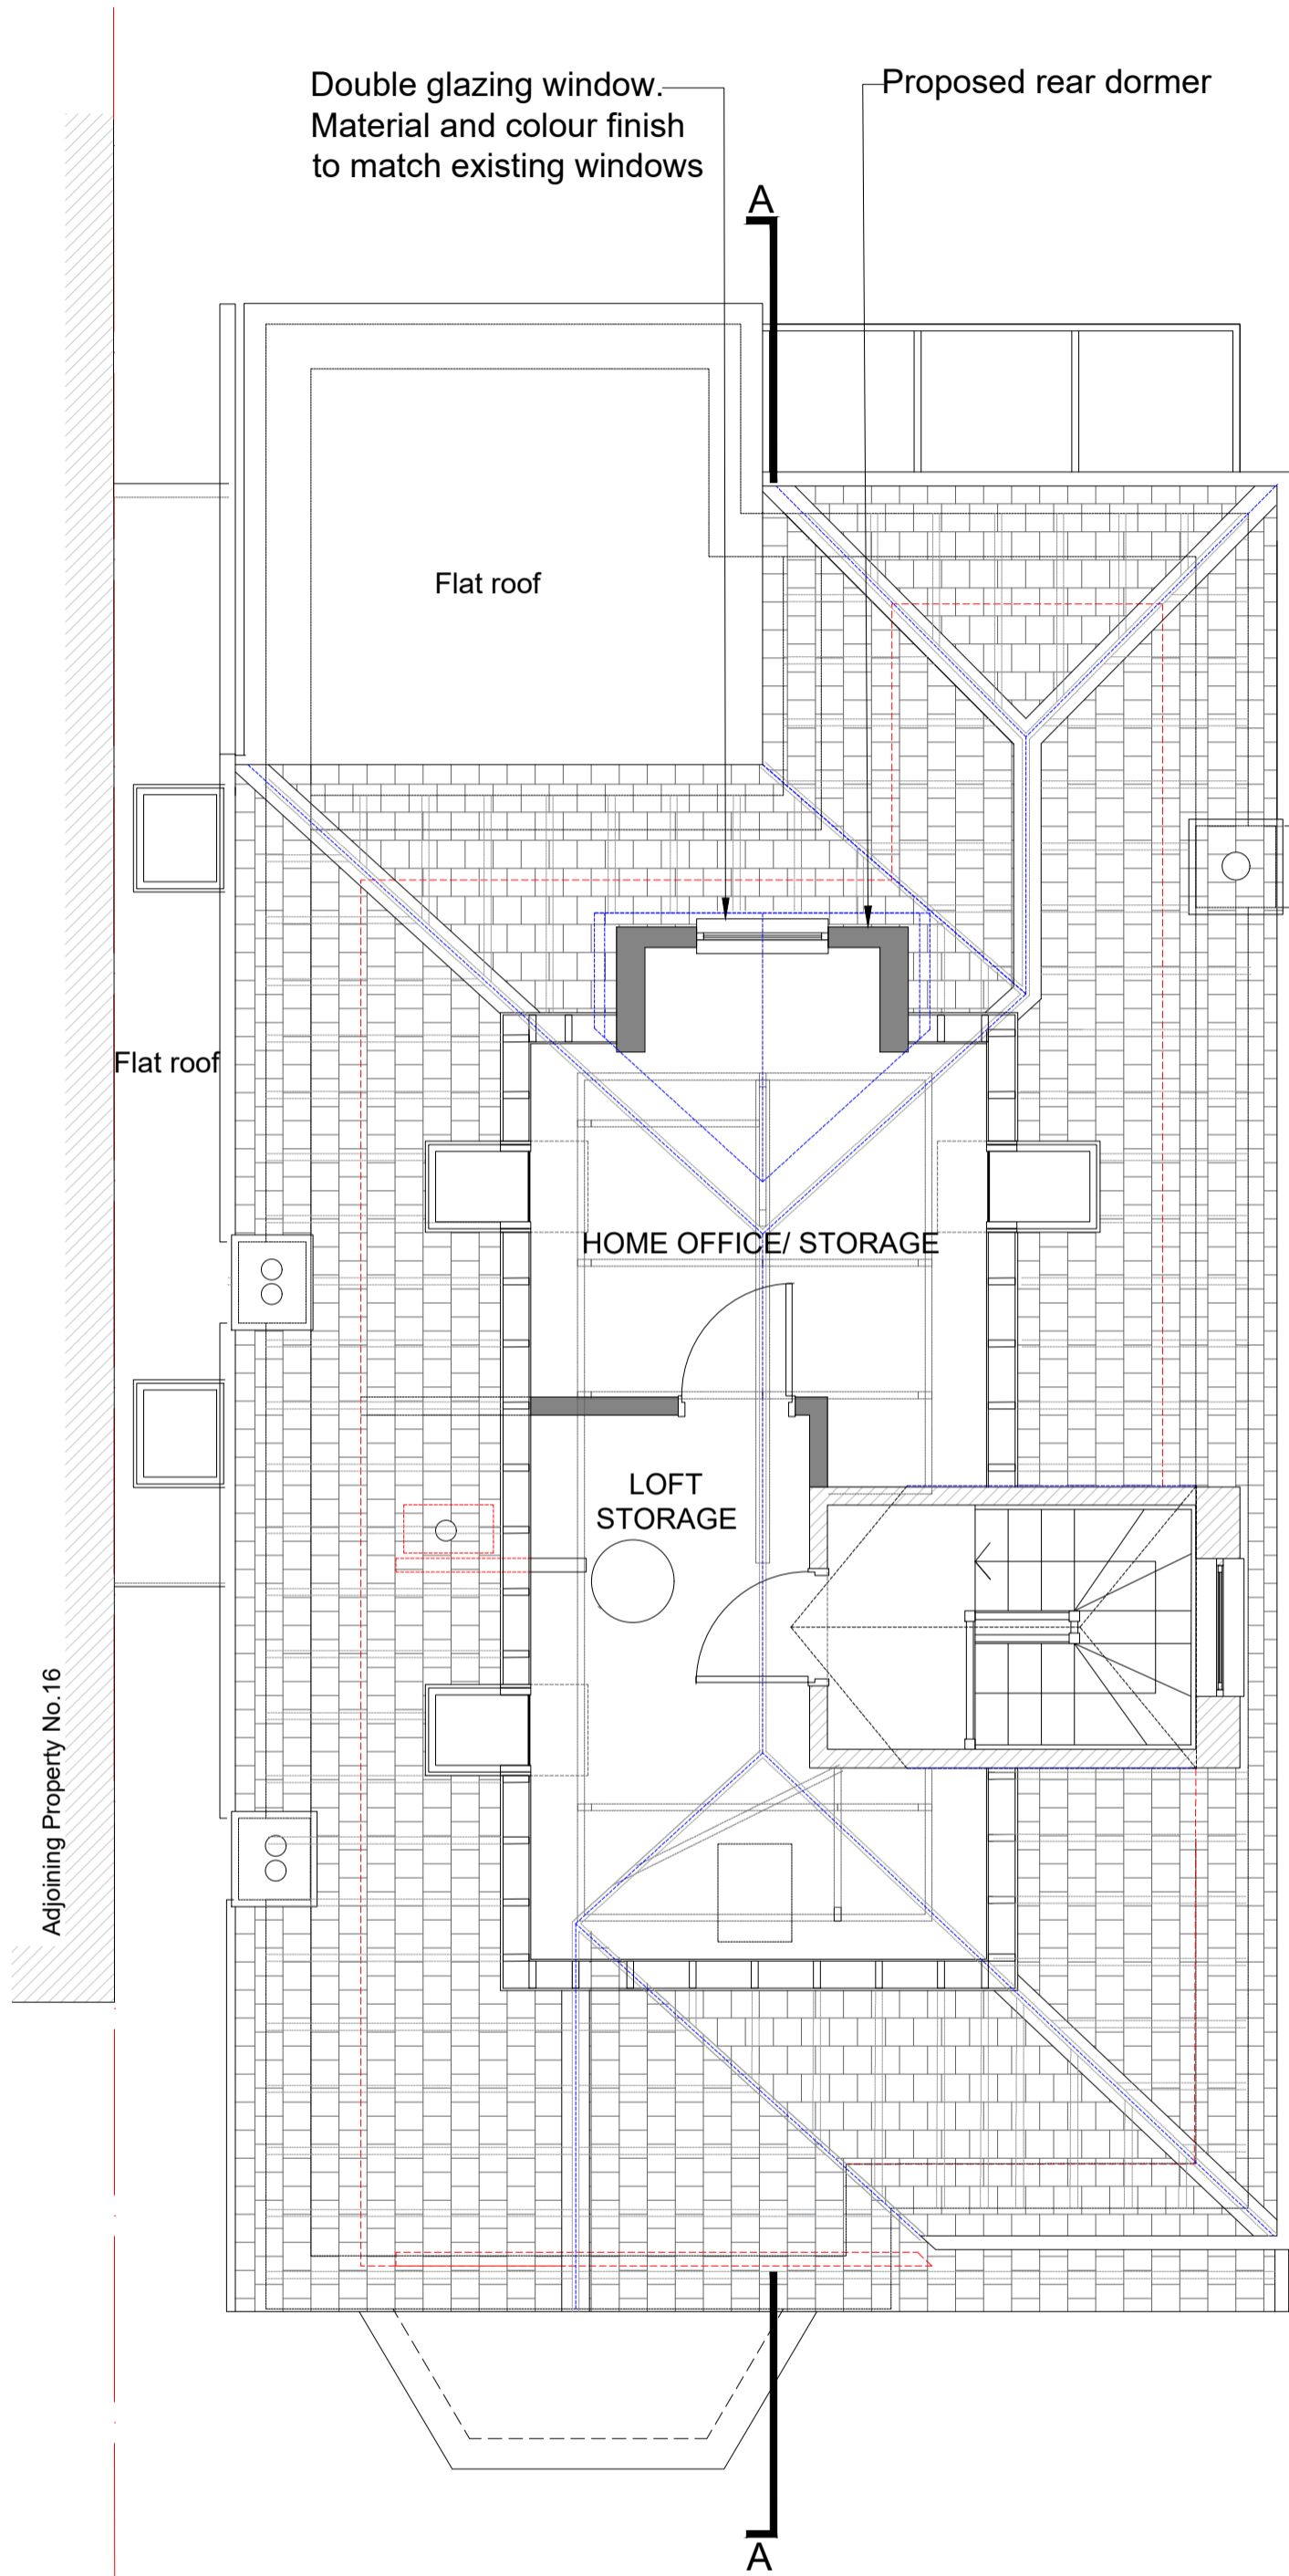 Double glazing window.
Material and colour finish
to match existing windows
Proposed rear dormer
A
Flat roof
Flat roof
HOME OFFICE/ STORAGE
LOFT
STORAGE
Adjoining Property No.16
A